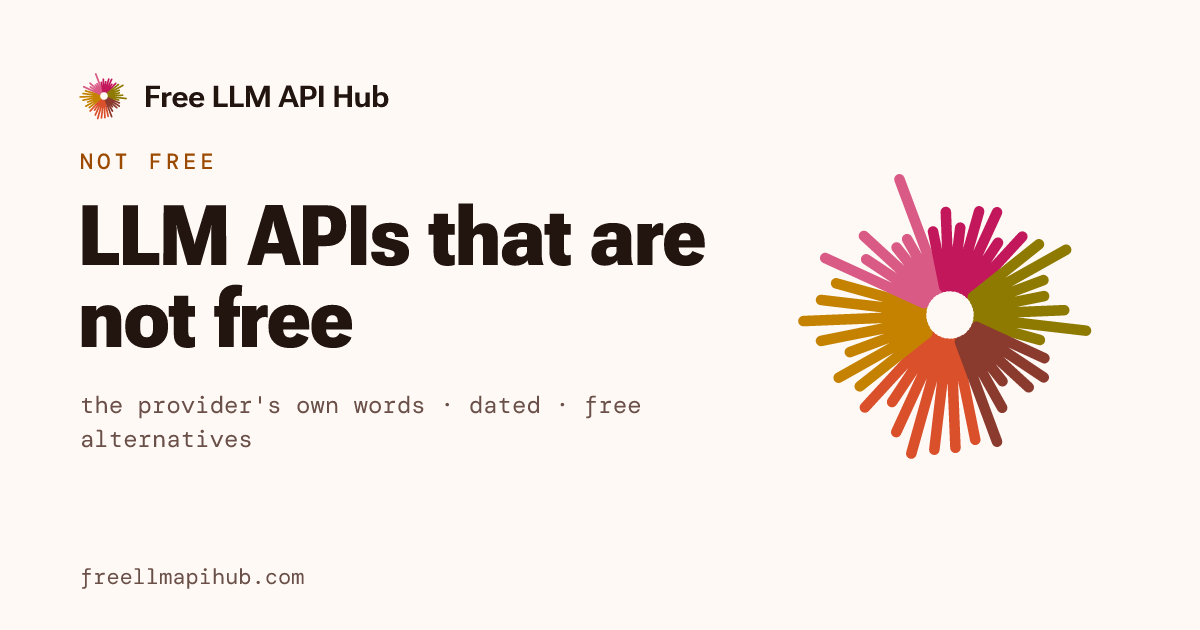 Free LLM API Hub
NOT FREE
LLM APIs that are
not free
the provider's own words · dated · free
alternatives
freellmapihub.com